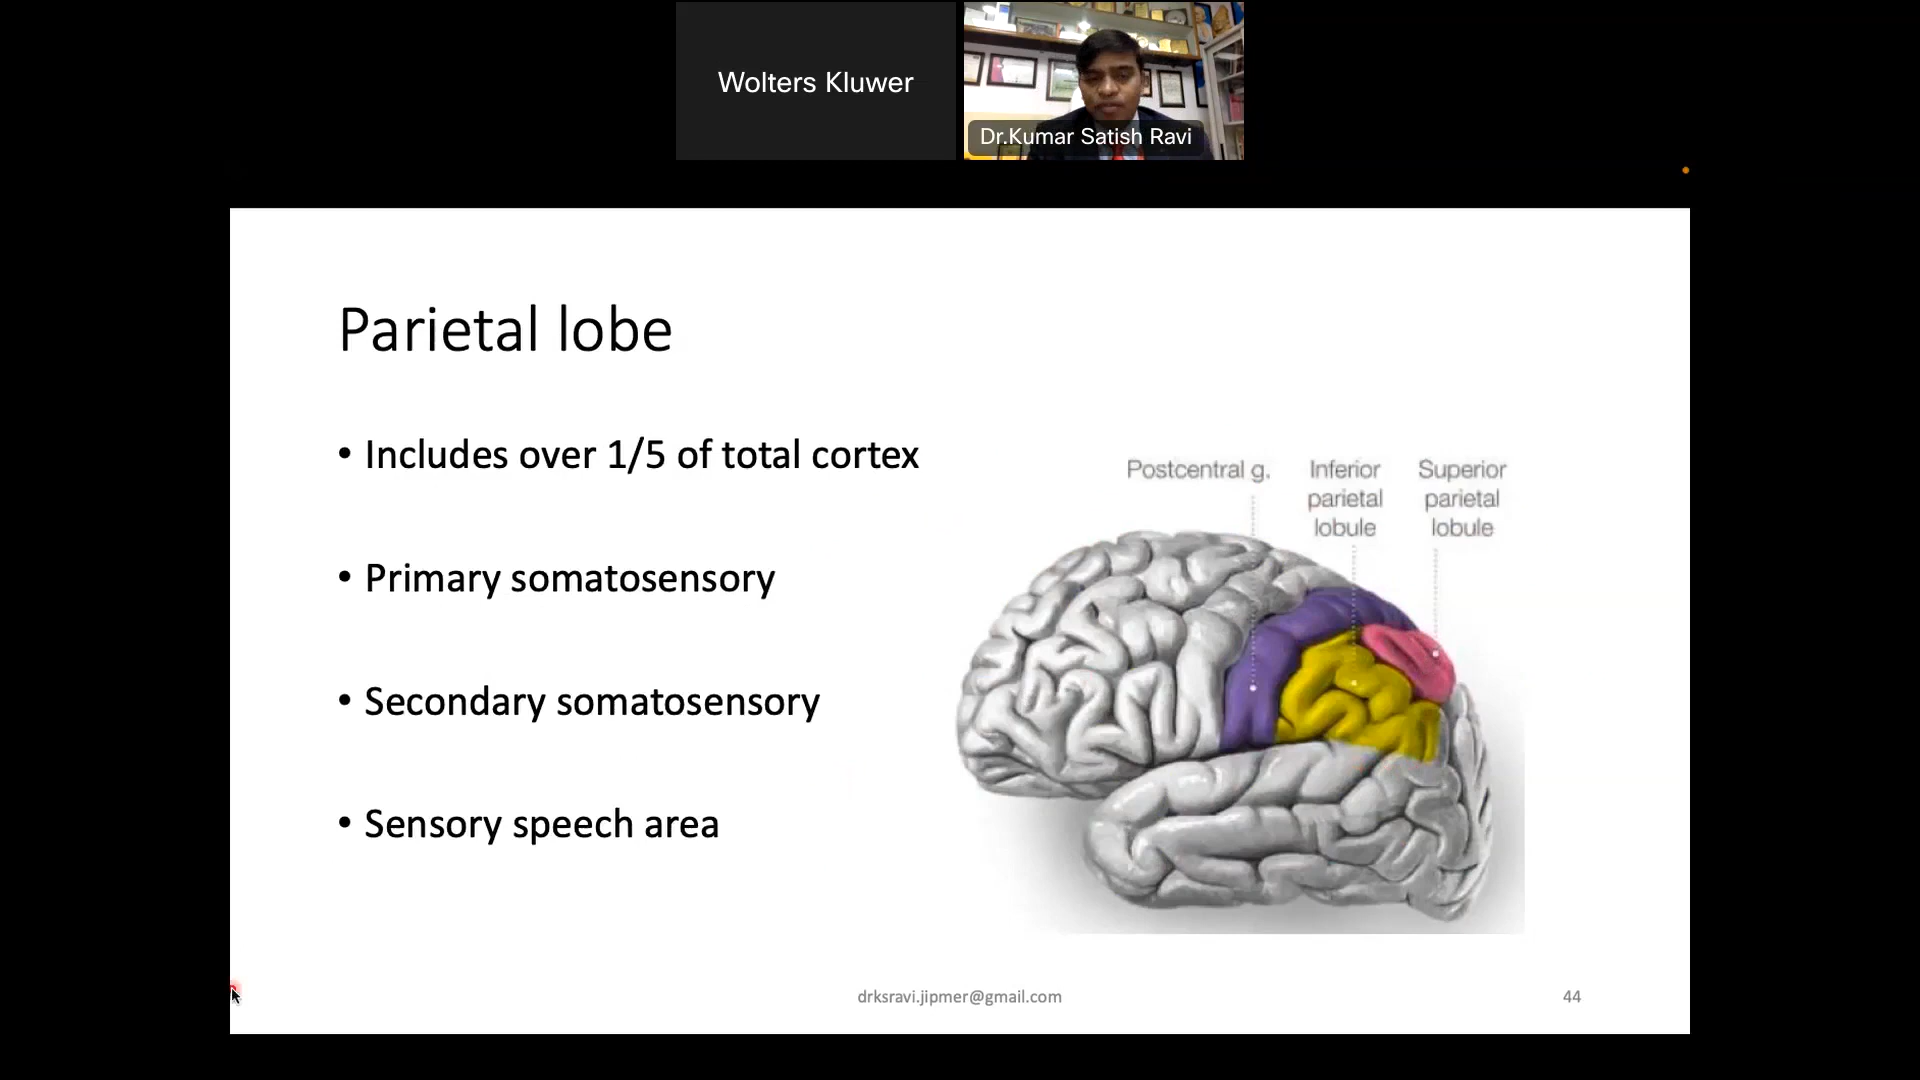 Wolters Kluwer
Dr.Kumar Satish Ravi
Parietal lobe
• Includes over 1/5 of total cortex
• Primary somatosensory
• Secondary somatosensory
• Sensory speech area
Postcentral g.
Inferior
parietal
lobule
Superior
parietal
lobule
drksravi.jipmer@gmail.com
44